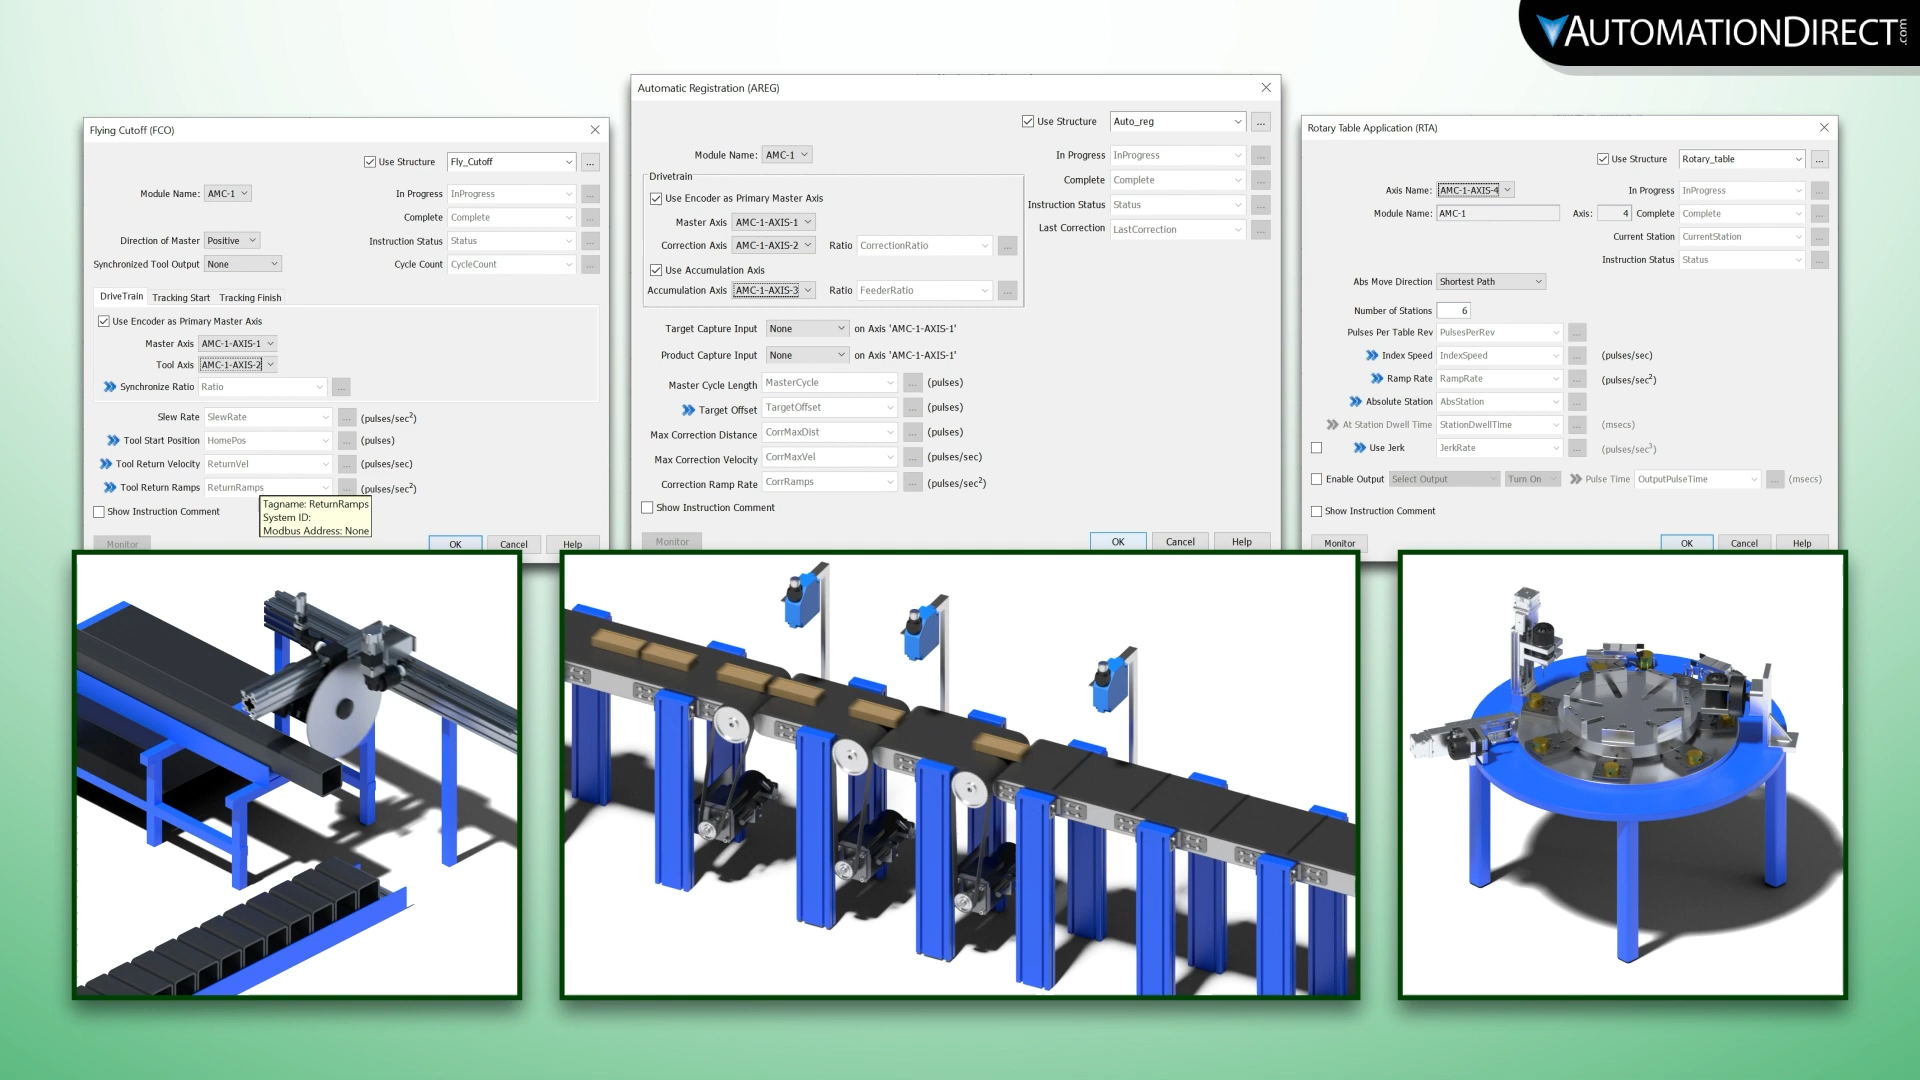 AUTOMATIONDIRECT.com
Flying Cutoff (FCO)
Use Structure Fly_Cutoff ...
Module Name: AMC-1 In Progress InProgress ...
Complete Complete ...
Direction of Master Positive Instruction Status Status ...
Synchronized Tool Output None Cycle Count CycleCount ...
DriveTrain Tracking Start Tracking Finish
Use Encoder as Primary Master Axis
Master Axis AMC-1-AXIS-1
Tool Axis AMC-1-AXIS-2
Synchronize Ratio Ratio ...
Slew Rate SlewRate ... (pulses/sec²)
Tool Start Position HomePos ... (pulses)
Tool Return Velocity ReturnVel ... (pulses/sec)
Tool Return Ramps ReturnRamps ... (pulses/sec²)
Tagname: ReturnRamps
System ID:
Modbus Address: None
Show Instruction Comment
Monitor OK Cancel Help
Automatic Registration (AREG)
Use Structure Auto_reg ...
Module Name: AMC-1 In Progress InProgress ...
Drivetrain Complete Complete ...
Use Encoder as Primary Master Axis Instruction Status Status ...
Master Axis AMC-1-AXIS-1 Last Correction LastCorrection ...
Correction Axis AMC-1-AXIS-2 Ratio CorrectionRatio ...
Use Accumulation Axis
Accumulation Axis AMC-1-AXIS-3 Ratio FeederRatio ...
Target Capture Input None on Axis 'AMC-1-AXIS-1'
Product Capture Input None on Axis 'AMC-1-AXIS-1'
Master Cycle Length MasterCycle ... (pulses)
Target Offset TargetOffset ... (pulses)
Max Correction Distance CorrMaxDist ... (pulses)
Max Correction Velocity CorrMaxVel ... (pulses/sec)
Correction Ramp Rate CorrRamps ... (pulses/sec²)
Show Instruction Comment
Monitor OK Cancel Help
Rotary Table Application (RTA)
Use Structure Rotary_table ...
Axis Name: AMC-1-AXIS-4 In Progress InProgress ...
Module Name: AMC-1 Axis: 4 Complete Complete ...
Current Station CurrentStation ...
Instruction Status Status ...
Abs Move Direction Shortest Path
Number of Stations 6
Pulses Per Table Rev PulsesPerRev ...
Index Speed IndexSpeed ... (pulses/sec)
Ramp Rate RampRate ... (pulses/sec²)
Absolute Station AbsStation ...
At Station Dwell Time StationDwellTime ... (msecs)
Use Jerk JerkRate ... (pulses/sec³)
Enable Output Select Output Turn On Pulse Time OutputPulseTime ... (msecs)
Show Instruction Comment
Monitor OK Cancel Help